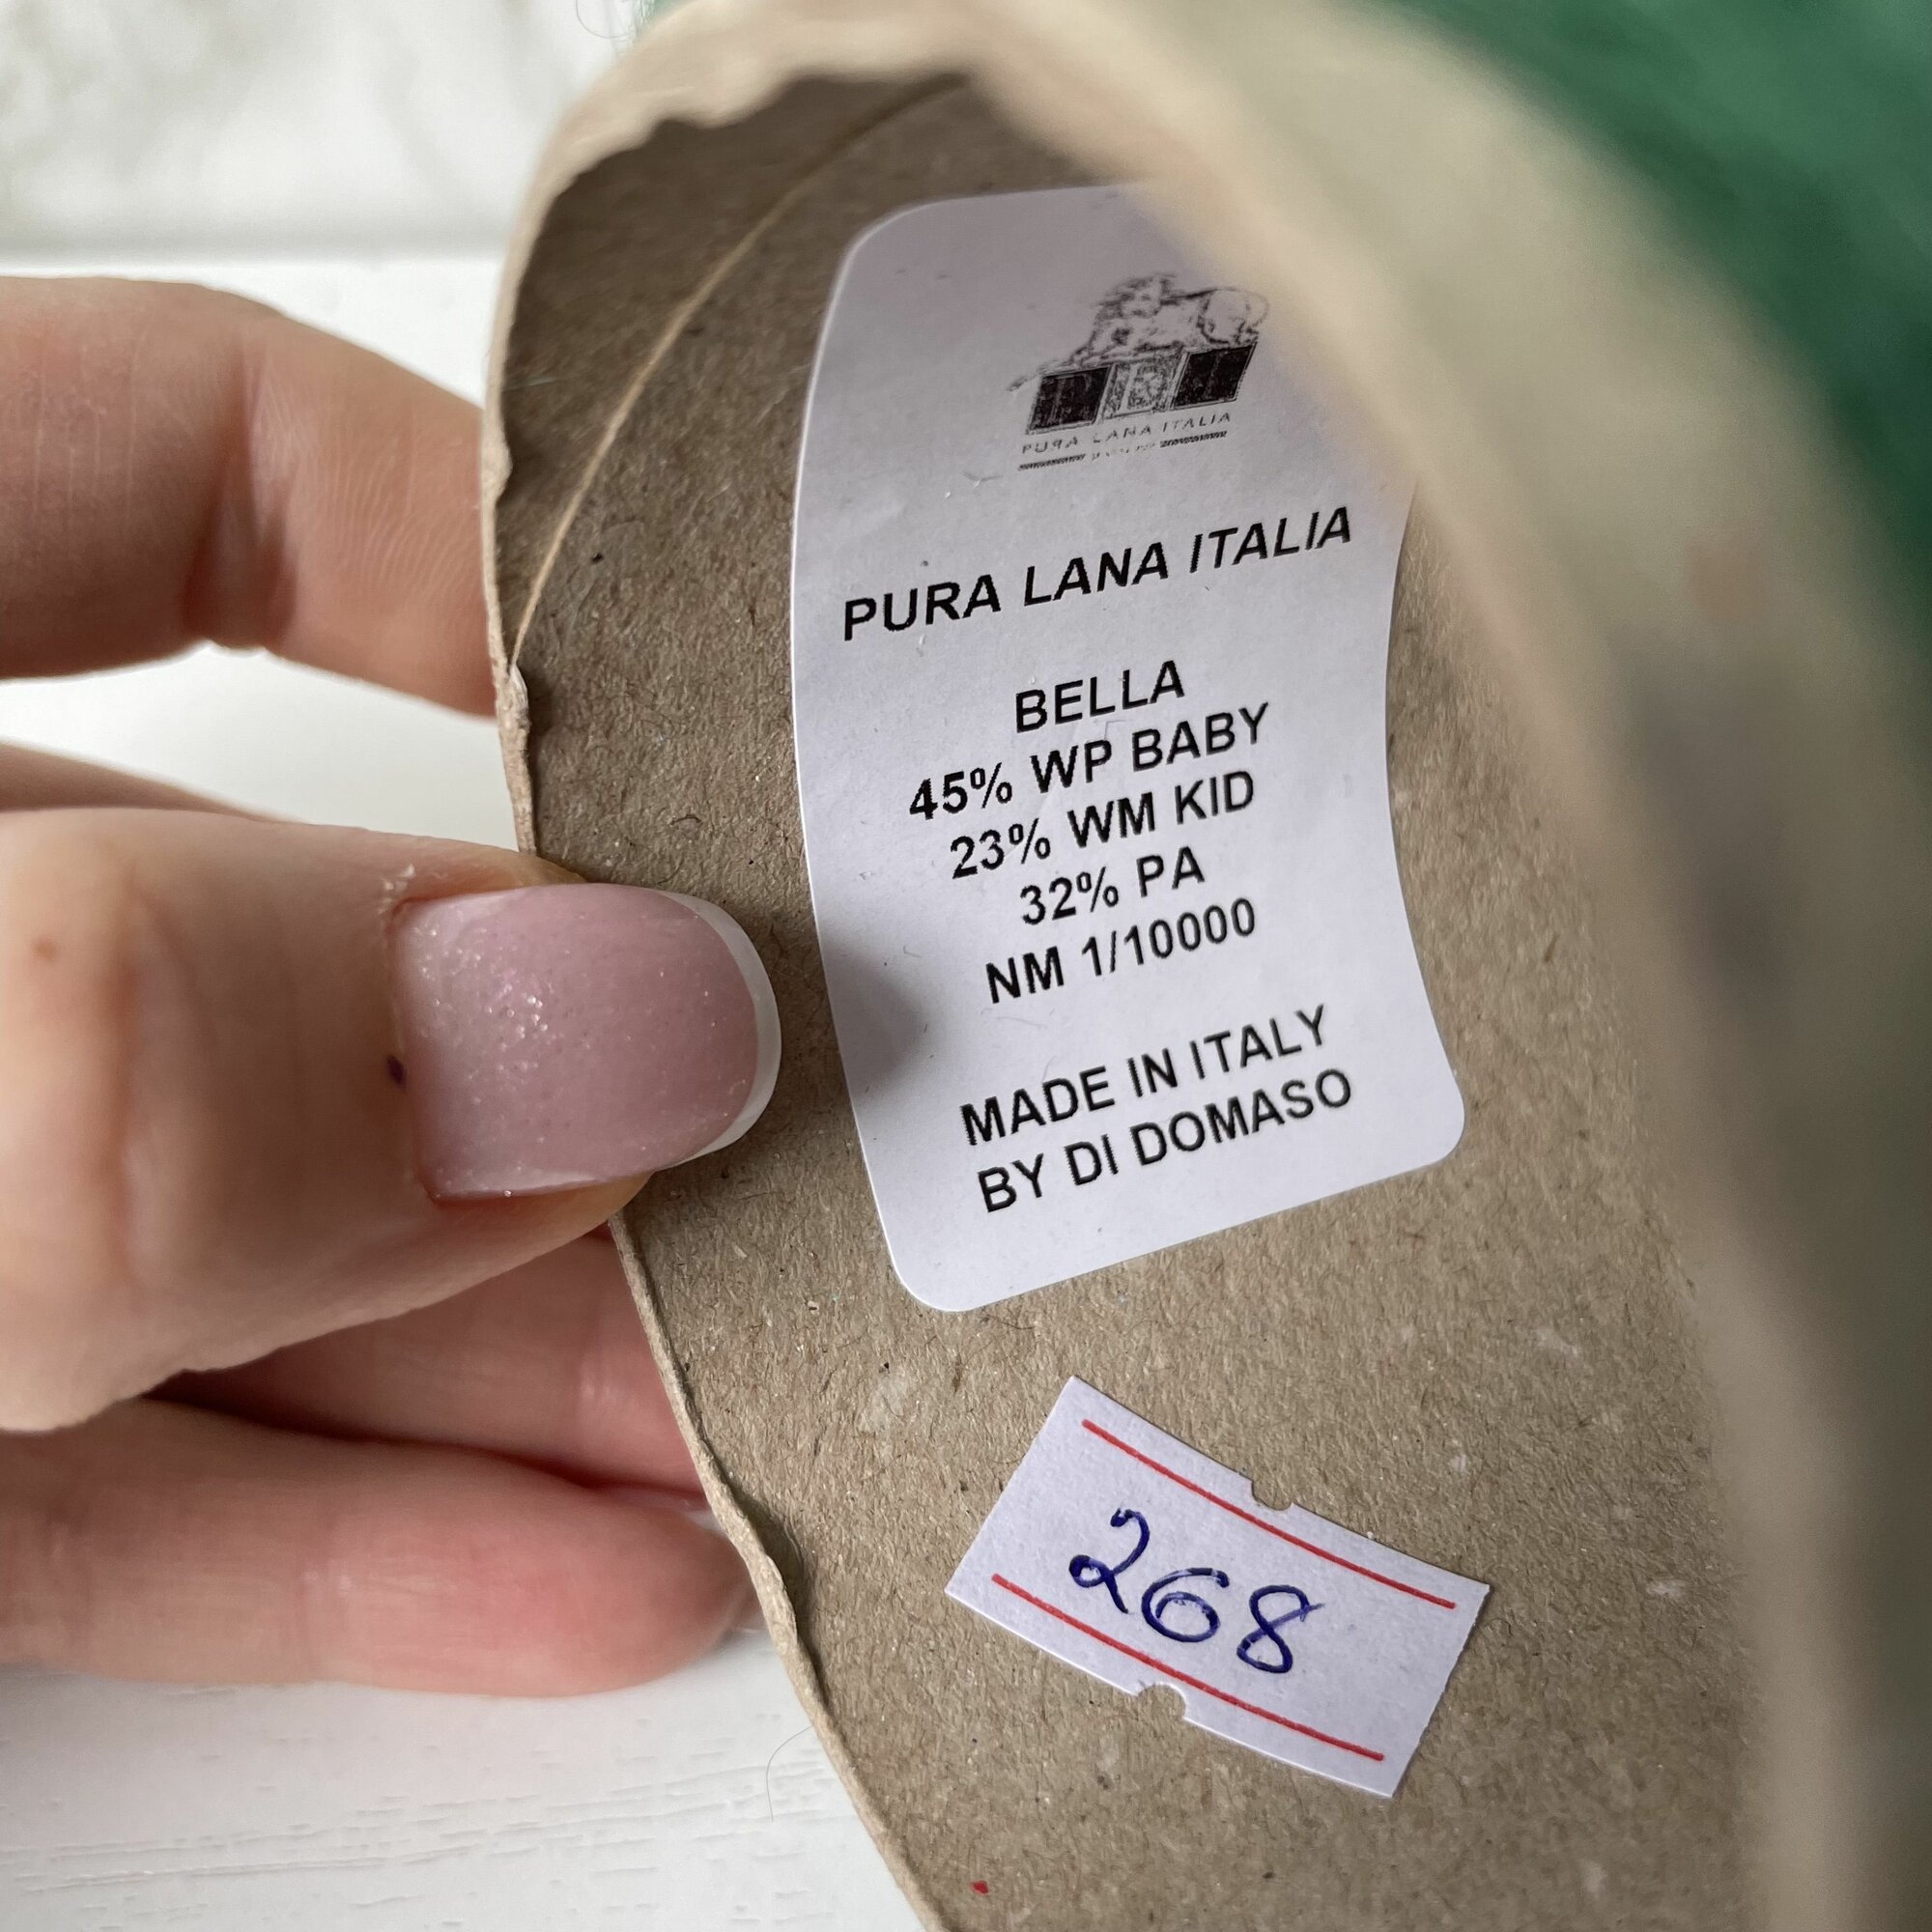 PURA LANA ITALIA
PURA LANA ITALIA
BELLA
45% WP BABY
23% WM KID
32% PA
NM 1/10000
MADE IN ITALY
BY DI DOMASO
268